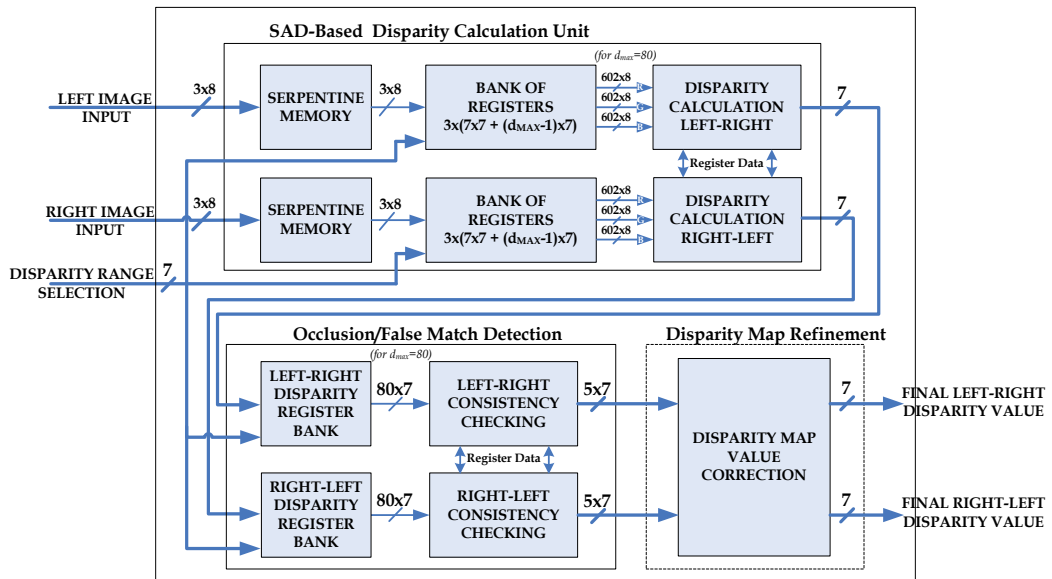 SAD-Based Disparity Calculation Unit
(for dmax=80)
LEFT IMAGE
INPUT
3x8
SERPENTINE
MEMORY
3x8
BANK OF
REGISTERS
3x(7x7 + (dMAX-1)x7)
602x8
R
602x8
G
602x8
B
DISPARITY
CALCULATION
LEFT-RIGHT
7
Register Data
RIGHT IMAGE
INPUT
3x8
SERPENTINE
MEMORY
3x8
BANK OF
REGISTERS
3x(7x7 + (dMAX-1)x7)
602x8
R
602x8
G
602x8
B
DISPARITY
CALCULATION
RIGHT-LEFT
7
DISPARITY RANGE
SELECTION
7
Occlusion/False Match Detection
(for dmax=80)
Disparity Map Refinement
LEFT-RIGHT
DISPARITY
REGISTER
BANK
80x7
LEFT-RIGHT
CONSISTENCY
CHECKING
5x7
Register Data
RIGHT-LEFT
DISPARITY
REGISTER
BANK
80x7
RIGHT-LEFT
CONSISTENCY
CHECKING
5x7
DISPARITY MAP
VALUE
CORRECTION
7
FINAL LEFT-RIGHT
DISPARITY VALUE
7
FINAL RIGHT-LEFT
DISPARITY VALUE